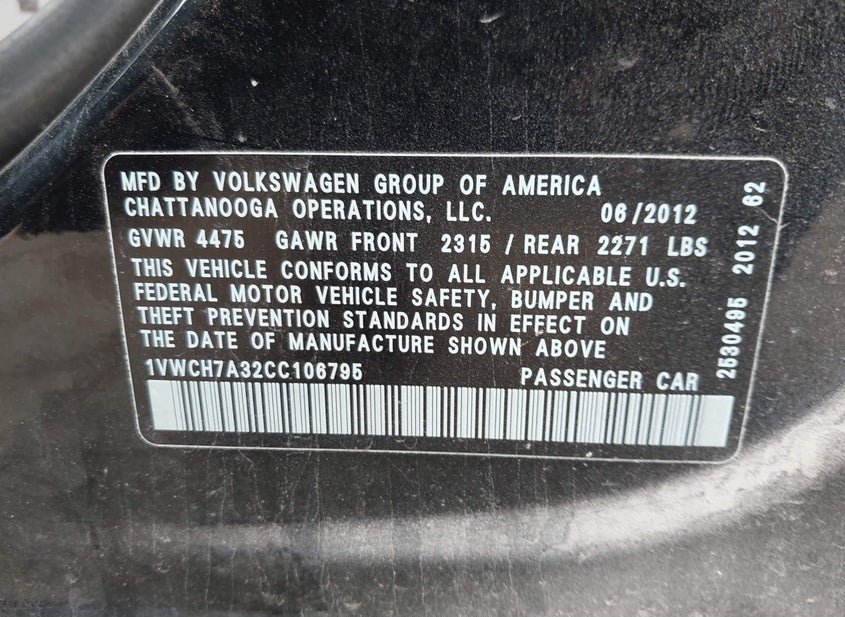 MFD BY VOLKSWAGEN GROUP OF AMERICA
CHATTANOOGA OPERATIONS, LLC. 06/2012
GVWR 4475 GAWR FRONT 2315 / REAR 2271 LBS
THIS VEHICLE CONFORMS TO ALL APPLICABLE U.S.
FEDERAL MOTOR VEHICLE SAFETY, BUMPER AND
THEFT PREVENTION STANDARDS IN EFFECT ON
THE DATE OF MANUFACTURE SHOWN ABOVE
1VWCH7A32CC106795 PASSENGER CAR
2530495 2012 62